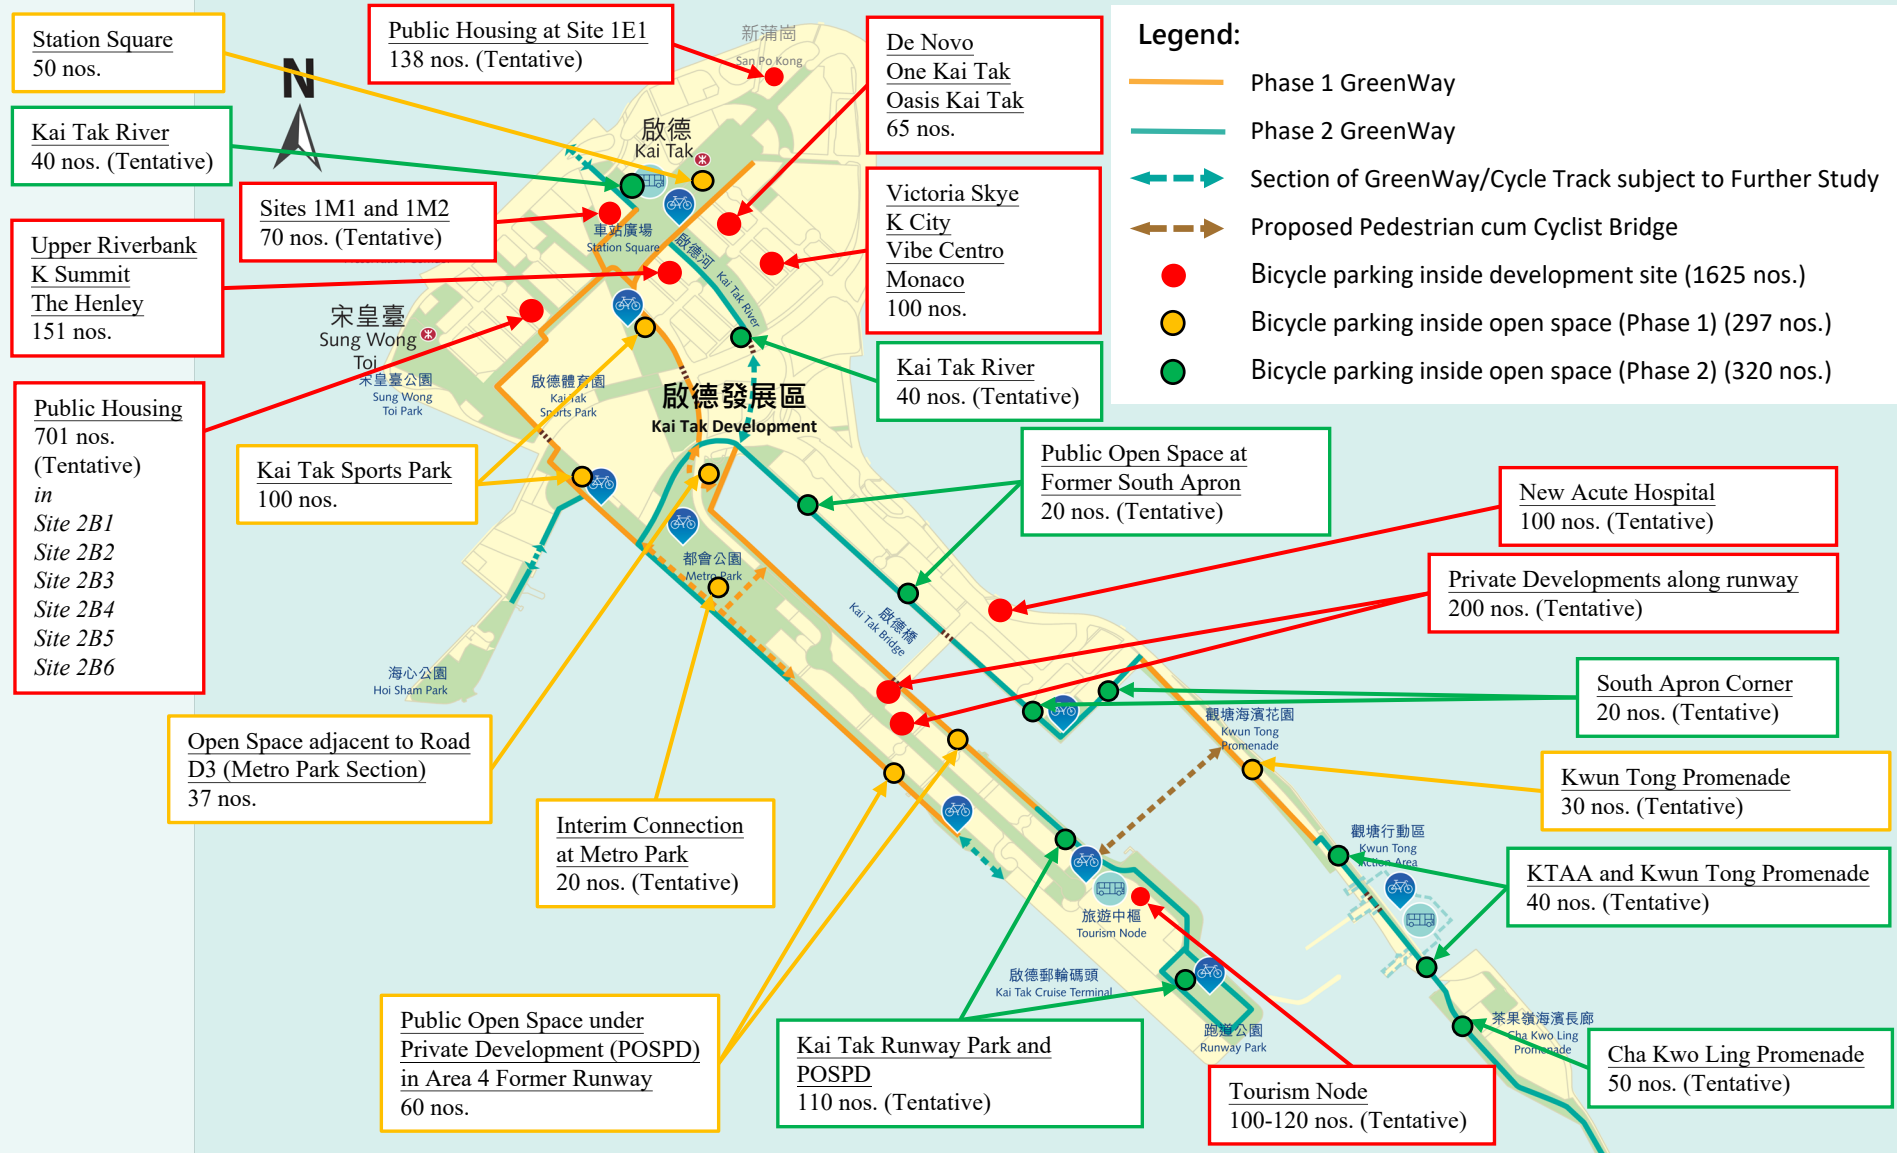 Station Square
50 nos.
Public Housing at Site 1E1
138 nos. (Tentative)
De Novo
One Kai Tak
Oasis Kai Tak
65 nos.
Legend:
Phase 1 GreenWay
Phase 2 GreenWay
Section of GreenWay/Cycle Track subject to Further Study
Proposed Pedestrian cum Cyclist Bridge
Bicycle parking inside development site (1625 nos.)
Bicycle parking inside open space (Phase 1) (297 nos.)
Bicycle parking inside open space (Phase 2) (320 nos.)
N
新蒲崗
San Po Kong
Kai Tak River
40 nos. (Tentative)
啟德
Kai Tak
Sites 1M1 and 1M2
70 nos. (Tentative)
Victoria Skye
K City
Vibe Centro
Monaco
100 nos.
Upper Riverbank
K Summit
The Henley
151 nos.
車站廣場
Station Square
啟德河
Kai Tak River
宋皇臺
Sung Wong
Toi
宋皇臺公園
Sung Wong
Toi Park
啟德體育園
Kai Tak
Sports Park
Kai Tak River
40 nos. (Tentative)
Public Housing
701 nos.
(Tentative)
in
Site 2B1
Site 2B2
Site 2B3
Site 2B4
Site 2B5
Site 2B6
啟德發展區
Kai Tak Development
Kai Tak Sports Park
100 nos.
Public Open Space at
Former South Apron
20 nos. (Tentative)
New Acute Hospital
100 nos. (Tentative)
都會公園
Metro Park
Private Developments along runway
200 nos. (Tentative)
啟德橋
Kai Tak Bridge
海心公園
Hoi Sham Park
South Apron Corner
20 nos. (Tentative)
觀塘海濱花園
Kwun Tong
Promenade
Open Space adjacent to Road
D3 (Metro Park Section)
37 nos.
Kwun Tong Promenade
30 nos. (Tentative)
Interim Connection
at Metro Park
20 nos. (Tentative)
觀塘行動區
Kwun Tong
Action Area
KTAA and Kwun Tong Promenade
40 nos. (Tentative)
旅遊中樞
Tourism Node
啟德郵輪碼頭
Kai Tak Cruise Terminal
跑道公園
Runway Park
茶果嶺海濱長廊
Cha Kwo Ling
Promenade
Public Open Space under
Private Development (POSPD)
in Area 4 Former Runway
60 nos.
Kai Tak Runway Park and
POSPD
110 nos. (Tentative)
Tourism Node
100-120 nos. (Tentative)
Cha Kwo Ling Promenade
50 nos. (Tentative)